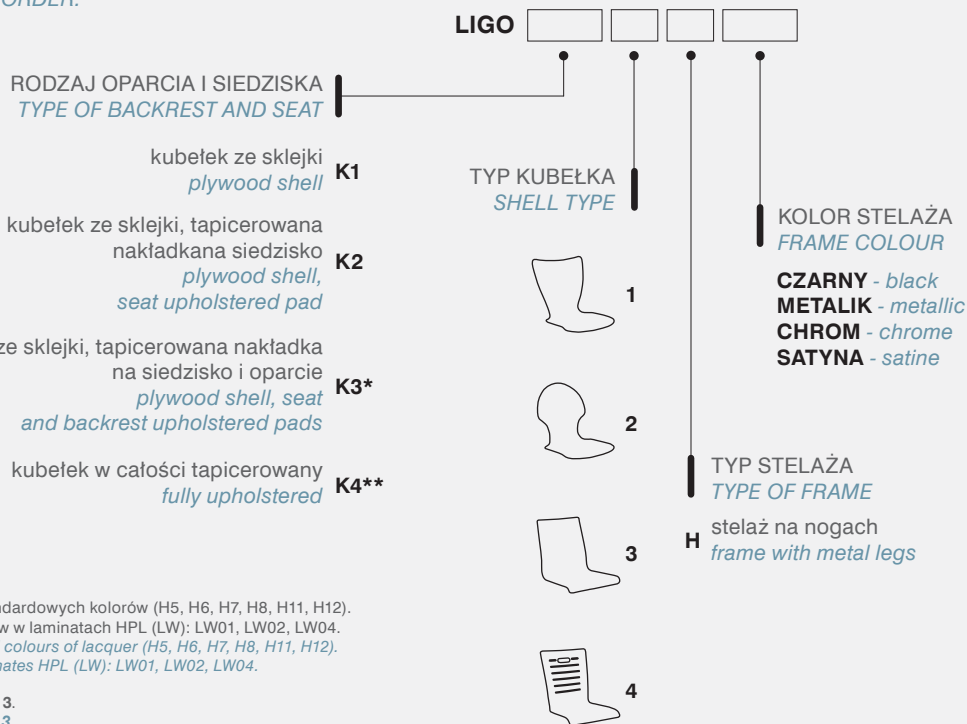 ORDER:
LIGO
RODZAJ OPARCIA I SIEDZISKA
TYPE OF BACKREST AND SEAT
kubełek ze sklejki
plywood shell
K1
kubełek ze sklejki, tapicerowana
nakładkana siedzisko
plywood shell,
seat upholstered pad
K2
ze sklejki, tapicerowana nakładka
na siedzisko i oparcie
plywood shell, seat
and backrest upholstered pads
K3*
kubełek w całości tapicerowany
fully upholstered
K4**
TYP KUBEŁKA
SHELL TYPE
1
2
3
4
TYP STELAŻA
TYPE OF FRAME
H
stelaż na nogach
frame with metal legs
KOLOR STELAŻA
FRAME COLOUR
CZARNY - black
METALIK - metallic
CHROM - chrome
SATYNA - satine
kolorów (H5, H6, H7, H8, H11, H12).
w laminatach HPL (LW): LW01, LW02, LW04.
colours of lacquer (H5, H6, H7, H8, H11, H12).
HPL (LW): LW01, LW02, LW04.
3.
3.